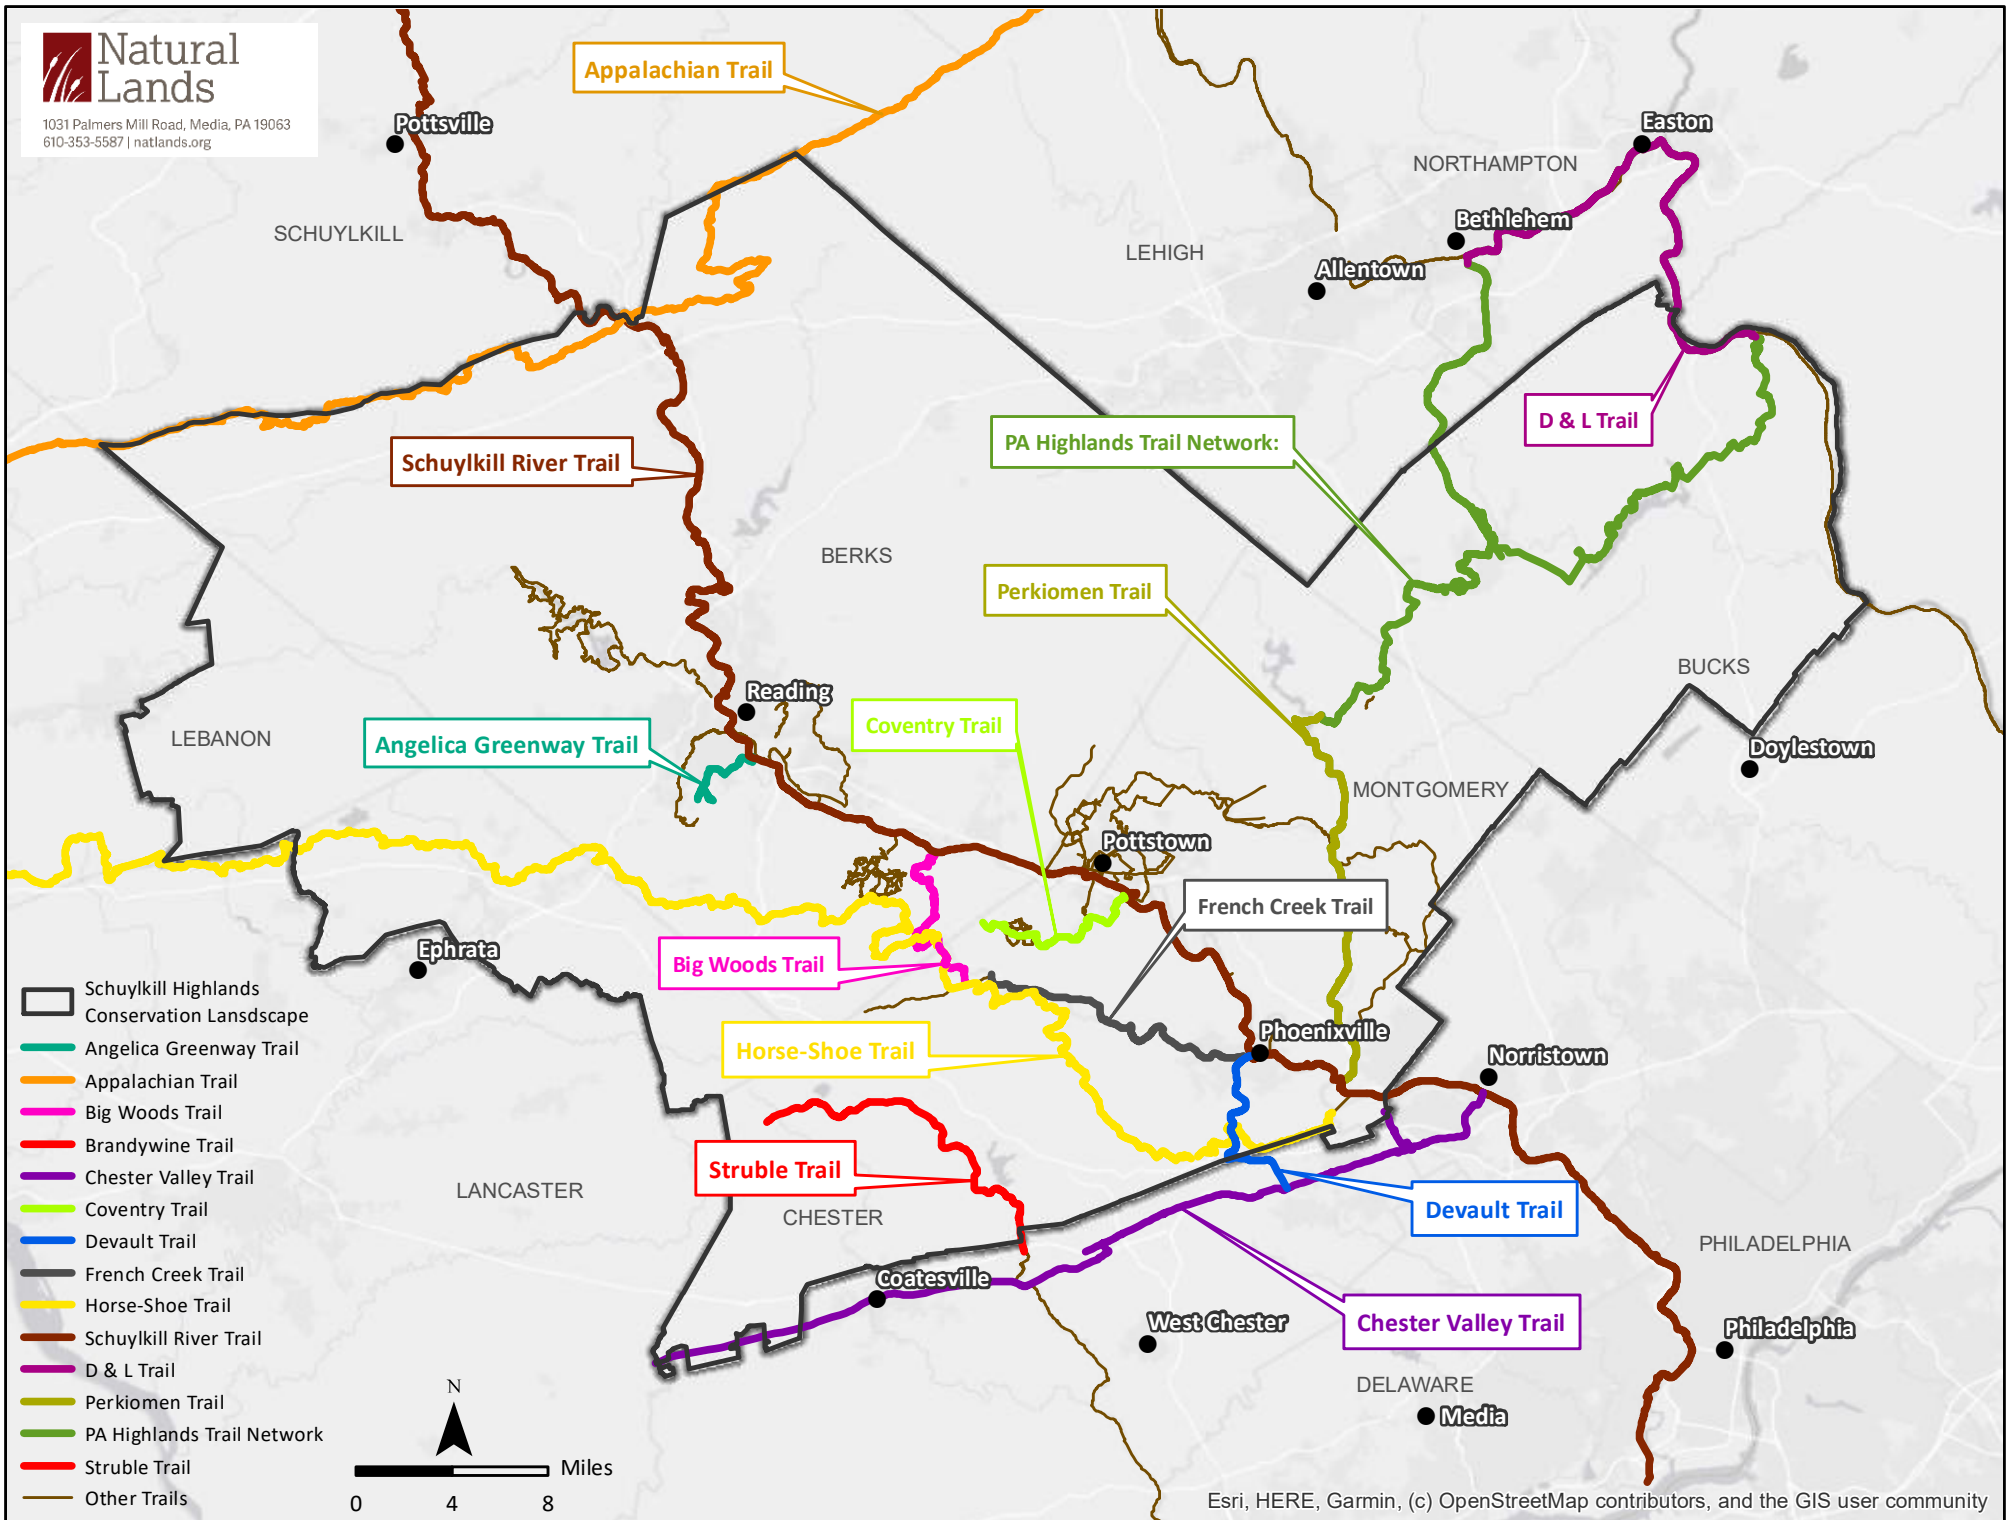 Natural
Lands
1031 Palmers Mill Road, Media, PA 19063
610-353-5587 | natlands.org
Appalachian Trail
Pottsville
Easton
NORTHAMPTON
SCHUYLKILL
Bethlehem
LEHIGH
Allentown
D & L Trail
PA Highlands Trail Network:
Schuylkill River Trail
BERKS
Perkiomen Trail
BUCKS
Reading
Coventry Trail
LEBANON
Angelica Greenway Trail
Doylestown
MONTGOMERY
Pottstown
French Creek Trail
Ephrata
Big Woods Trail
Phoenixville
Horse-Shoe Trail
Norristown
Struble Trail
LANCASTER
CHESTER
Devault Trail
PHILADELPHIA
Coatesville
West Chester
Chester Valley Trail
Philadelphia
DELAWARE
Media
Schuylkill Highlands
Conservation Lansdscape
Angelica Greenway Trail
Appalachian Trail
Big Woods Trail
Brandywine Trail
Chester Valley Trail
Coventry Trail
Devault Trail
French Creek Trail
Horse-Shoe Trail
Schuylkill River Trail
D & L Trail
Perkiomen Trail
PA Highlands Trail Network
Struble Trail
Other Trails
N
Miles
0 4 8
Esri, HERE, Garmin, (c) OpenStreetMap contributors, and the GIS user community